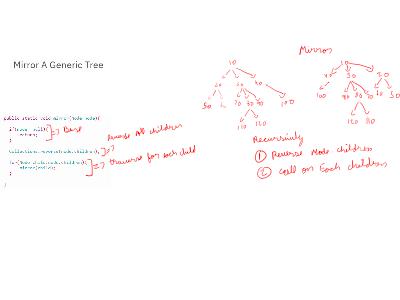 Mirror
Mirror A Generic Tree
10
10
20
30
40
40
30
20
50
60
70
80
90
100
100
90
80
70
60
50
110
120
120
110
public static void mirror(Node node){
if(node == null){
return;
}
=> Base
Reverse All children
Collections.reverse(node.children);
=>
for(Node child:node.children){
mirror(child);
}
=> traverse for each child
}
Recursively
1 Reverse Node children
2 Call on Each children